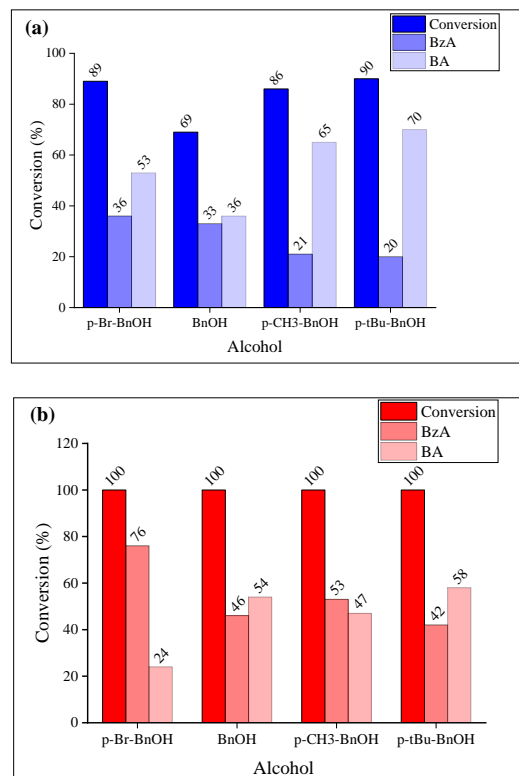 (a)
Conversion
BzA
BA
100
80
60
40
20
0
Conversion (%)
89
36
53
69
33
36
86
21
65
90
20
70
p-Br-BnOH BnOH p-CH3-BnOH p-tBu-BnOH
Alcohol
(b)
Conversion
BzA
BA
120
100
80
60
40
20
0
Conversion (%)
100
76
24
100
46
54
100
53
47
100
42
58
p-Br-BnOH BnOH p-CH3-BnOH p-tBu-BnOH
Alcohol